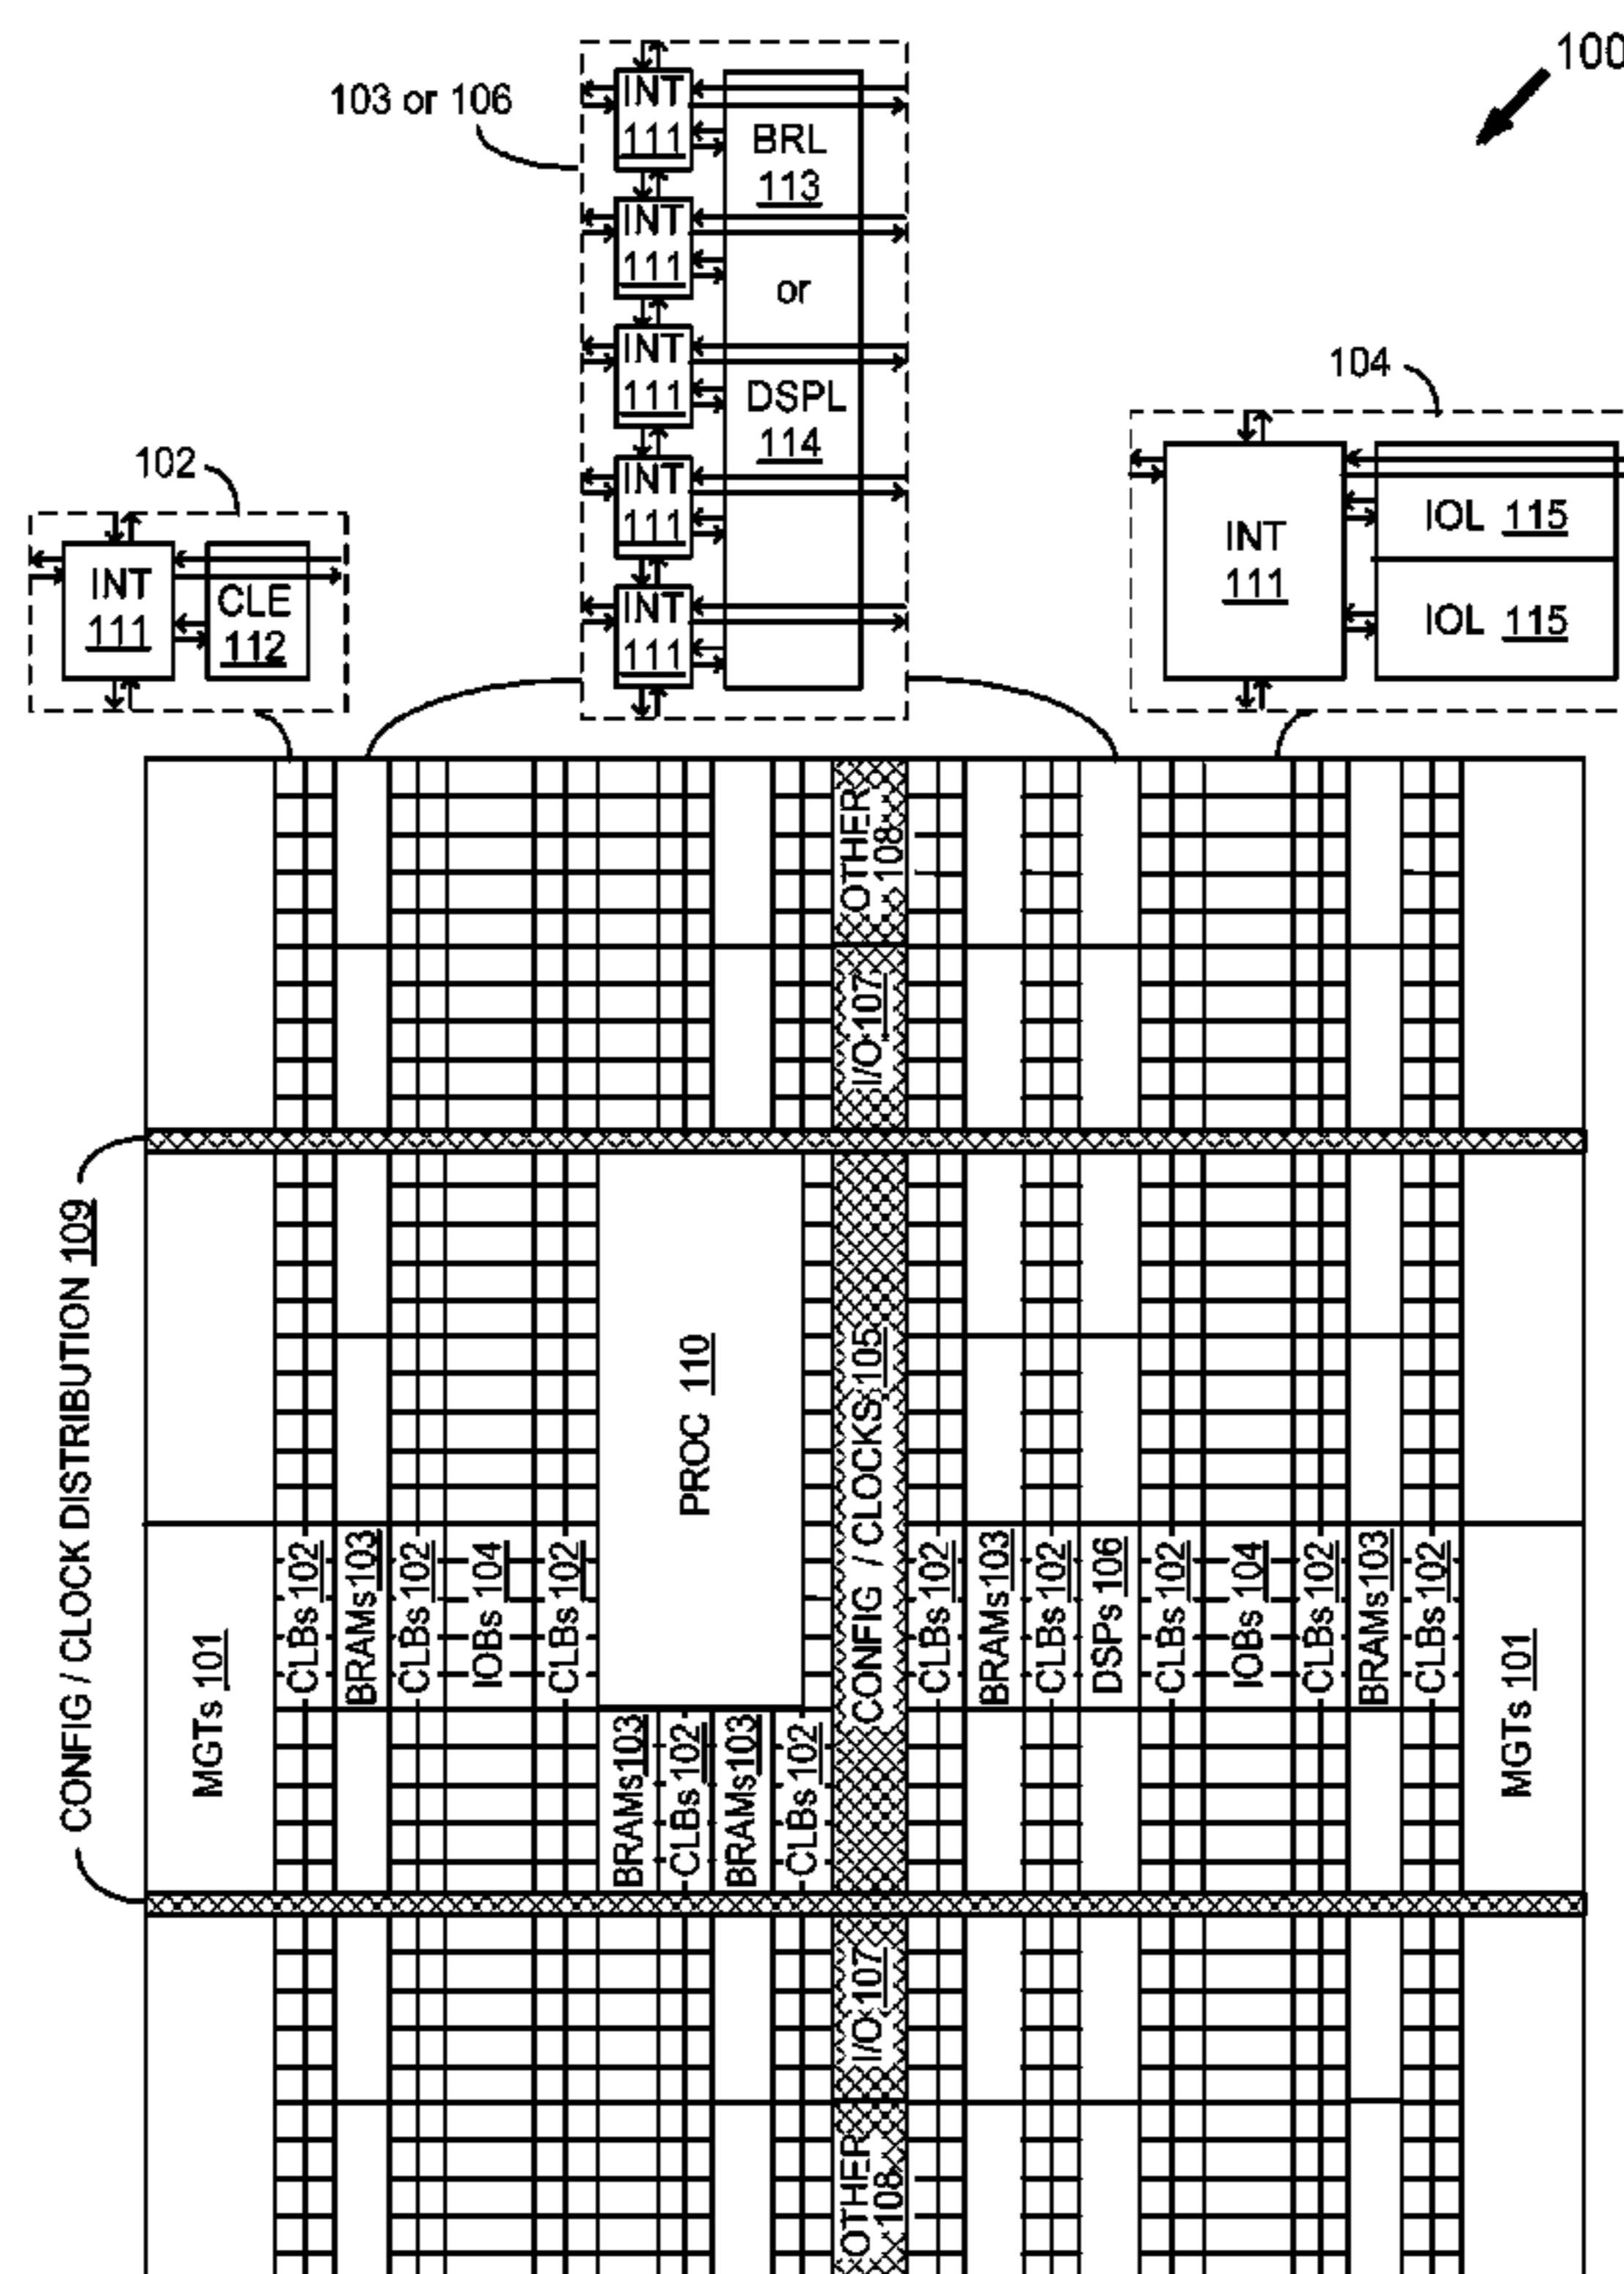 100
103 or 106
INT
111
BRL
113
INT
111
or
INT
111
DSPL
114
INT
111
INT
111
104
INT
111
IOL 115
IOL 115
102
INT
111
CLE
112
OTHER
108
I/O 107
CONFIG / CLOCK DISTRIBUTION 109
PROC 110
CONFIG / CLOCKS 105
MGTs 101
CLBs 102
BRAMs 103
CLBs 102
IOBs 104
CLBs 102
BRAMs 103
CLBs 102
BRAMs 103
CLBs 102
CLBs 102
BRAMs 103
CLBs 102
DSPs 106
CLBs 102
IOBs 104
CLBs 102
BRAMs 103
CLBs 102
MGTs 101
I/O 107
OTHER
108